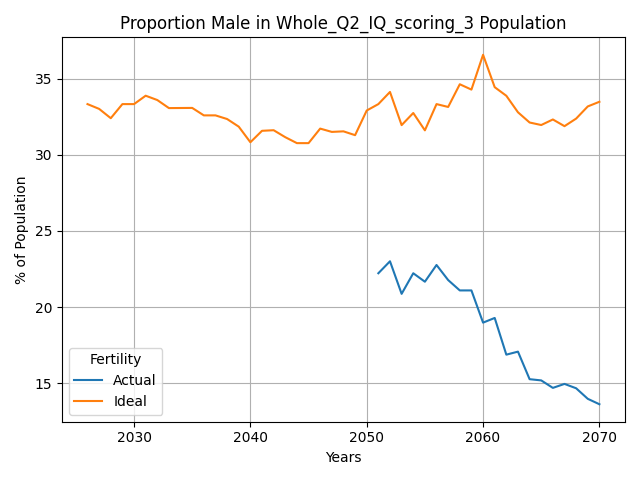 Proportion Male in Whole_Q2_IQ_scoring_3 Population
% of Population
35
30
25
20
15
Fertility
Actual
Ideal
2030 2040 2050 2060 2070
Years